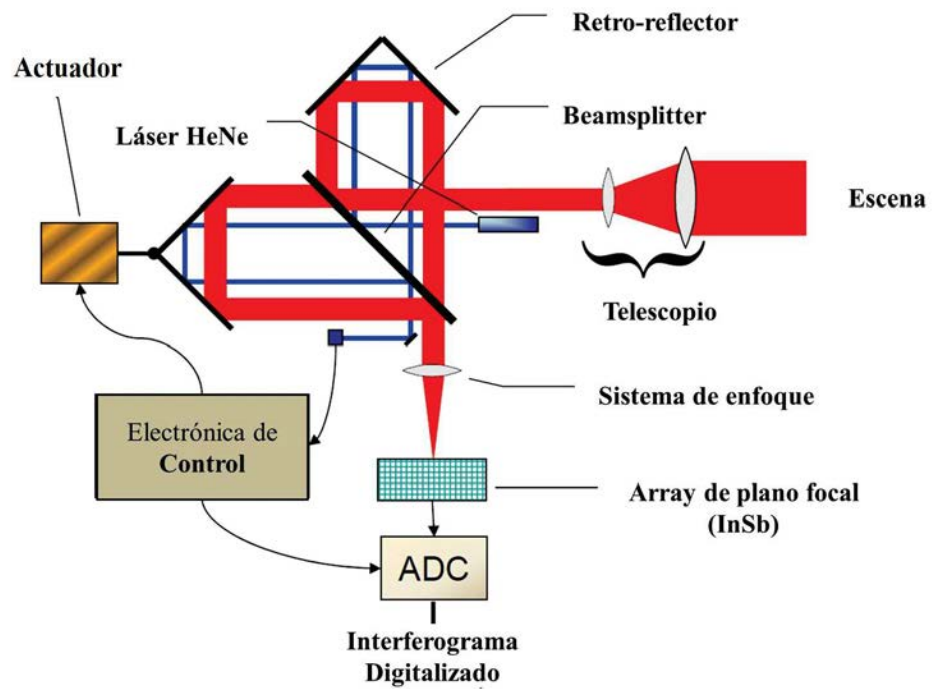 Retro-reflector
Actuador
Beamsplitter
Láser HeNe
Escena
Telescopio
Sistema de enfoque
Electrónica de
Control
Array de plano focal
(InSb)
ADC
Interferograma
Digitalizado